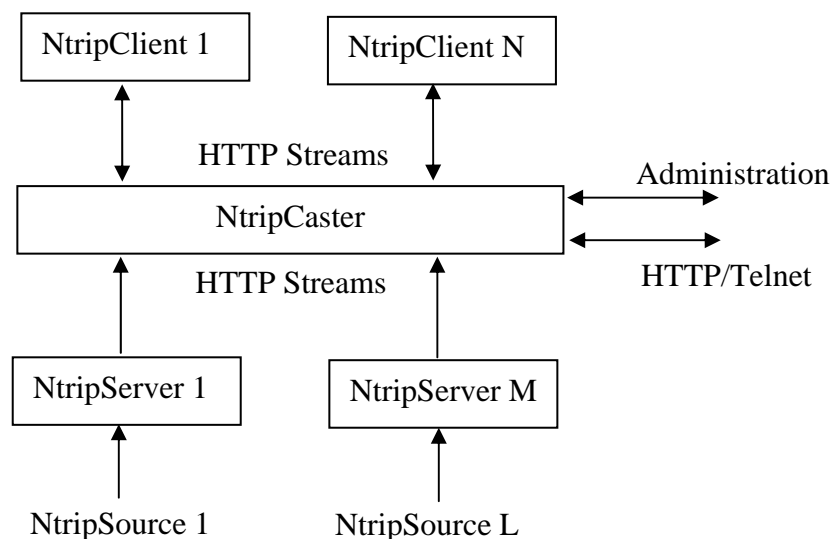 NtripClient 1
NtripClient N
HTTP Streams
Administration
NtripCaster
HTTP Streams
HTTP/Telnet
NtripServer 1
NtripServer M
NtripSource 1
NtripSource L